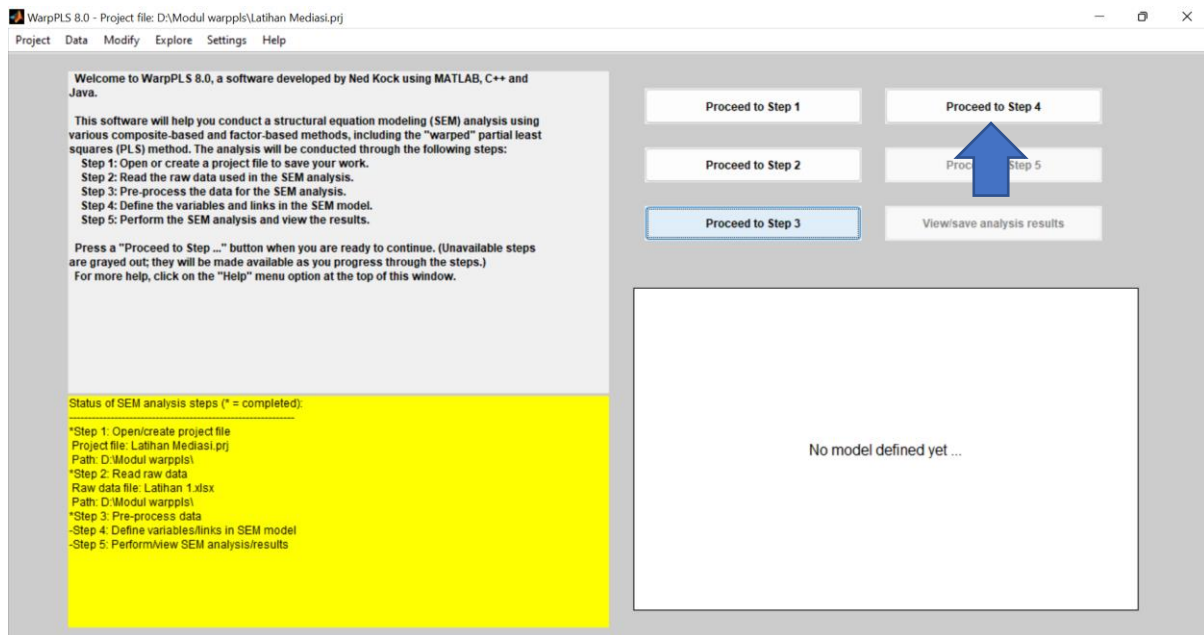 WarpPLS 8.0 - Project file: D:\Modul warppls\Latihan Mediasi.prj
Project Data Modify Explore Settings Help
Welcome to WarpPLS 8.0, a software developed by Ned Kock using MATLAB, C++ and
Java.
This software will help you conduct a structural equation modeling (SEM) analysis using
various composite-based and factor-based methods, including the "warped" partial least
squares (PLS) method. The analysis will be conducted through the following steps:
Step 1: Open or create a project file to save your work.
Step 2: Read the raw data used in the SEM analysis.
Step 3: Pre-process the data for the SEM analysis.
Step 4: Define the variables and links in the SEM model.
Step 5: Perform the SEM analysis and view the results.
Press a "Proceed to Step ..." button when you are ready to continue. (Unavailable steps
are grayed out; they will be made available as you progress through the steps.)
For more help, click on the "Help" menu option at the top of this window.
Status of SEM analysis steps (* = completed):
-----------------------------------------------------------
*Step 1: Open/create project file
Project file: Latihan Mediasi.prj
Path: D:\Modul warppls\
*Step 2: Read raw data
Raw data file: Latihan 1.xlsx
Path: D:\Modul warppls\
*Step 3: Pre-process data
-Step 4: Define variables/links in SEM model
-Step 5: Perform/view SEM analysis/results
Proceed to Step 1
Proceed to Step 4
Proceed to Step 2
Step 5
Proceed to Step 3
View/save analysis results
No model defined yet ...